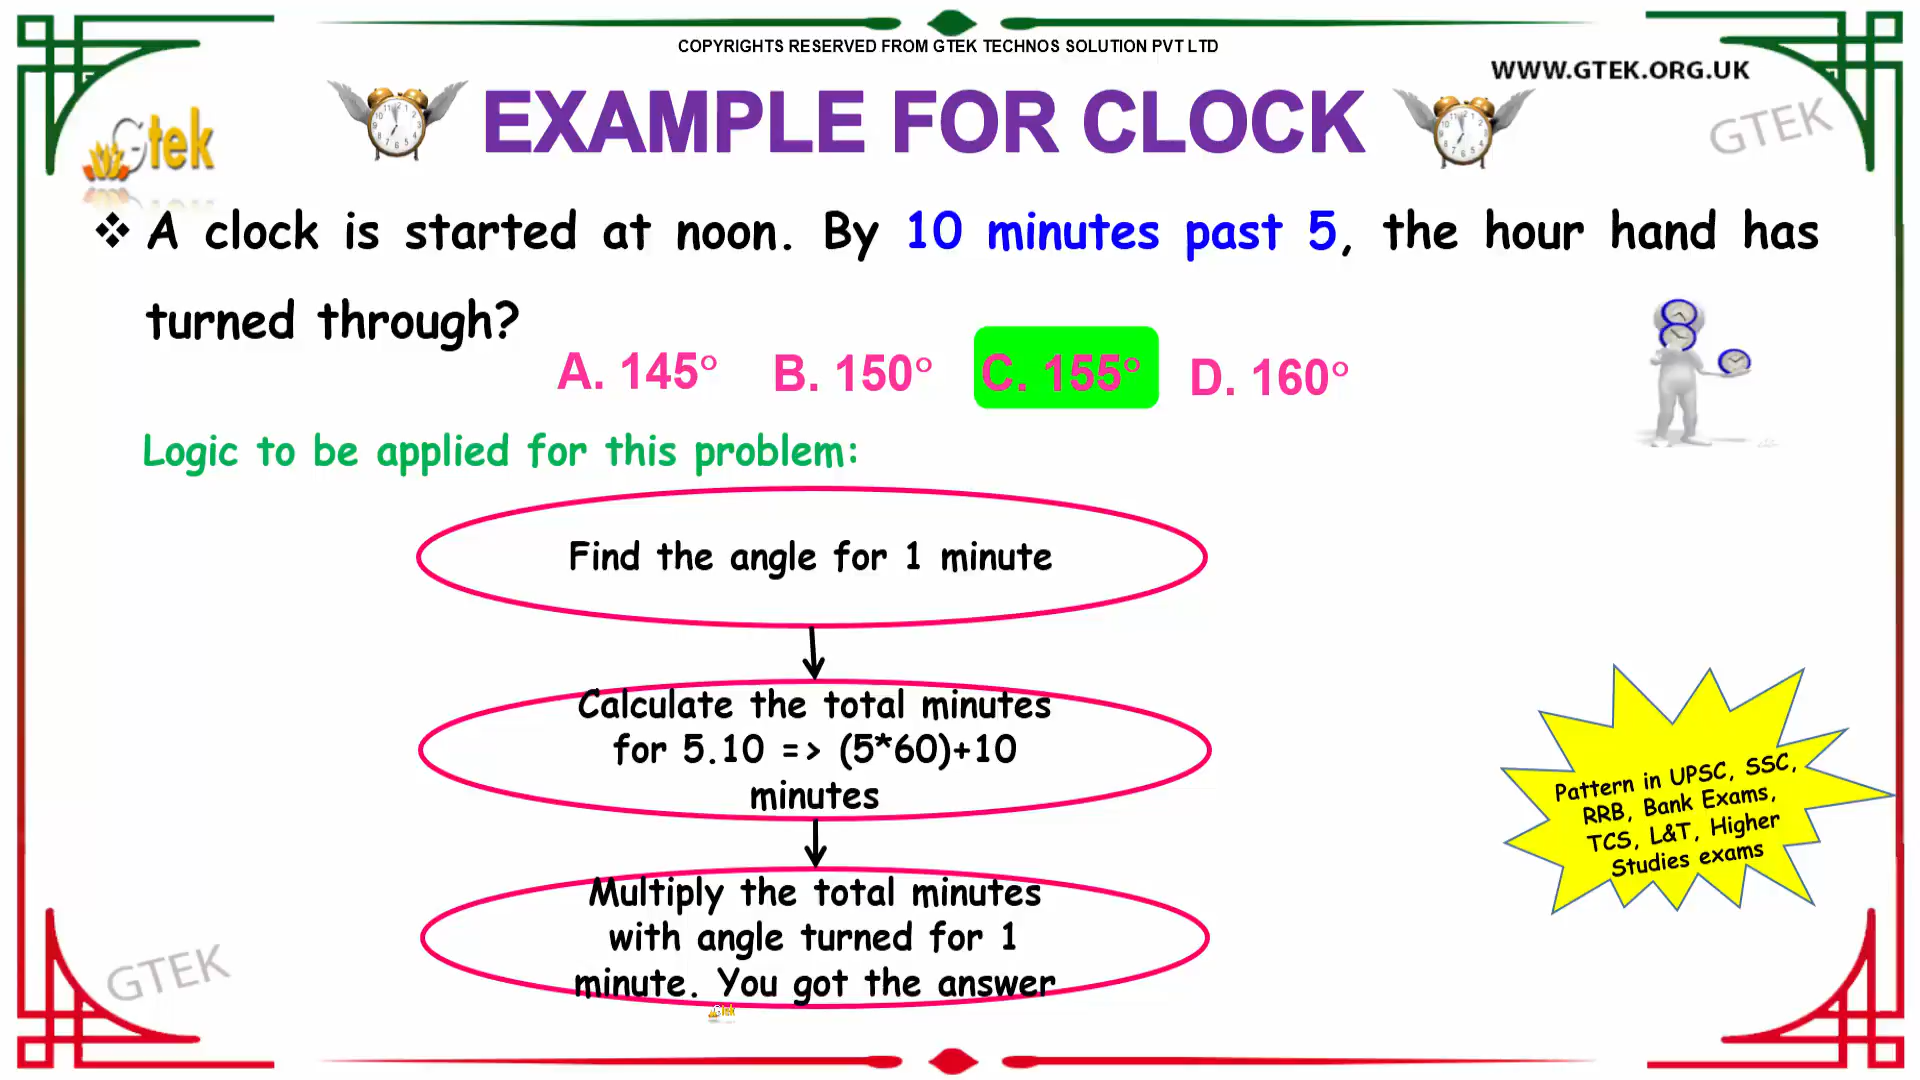 COPYRIGHTS RESERVED FROM GTEK TECHNOS SOLUTION PVT LTD
WWW.GTEK.ORG.UK
Gtek
EXAMPLE FOR CLOCK
GTEK
❖ A clock is started at noon. By 10 minutes past 5, the hour hand has
turned through?
A. 145° B. 150° C. 155° D. 160°
Logic to be applied for this problem:
Find the angle for 1 minute
Calculate the total minutes
for 5.10 => (5*60)+10
minutes
Multiply the total minutes
with angle turned for 1
minute. You got the answer
Pattern in UPSC, SSC,
RRB, Bank Exams,
TCS, L&T, Higher
Studies exams
GTEK
Gtek